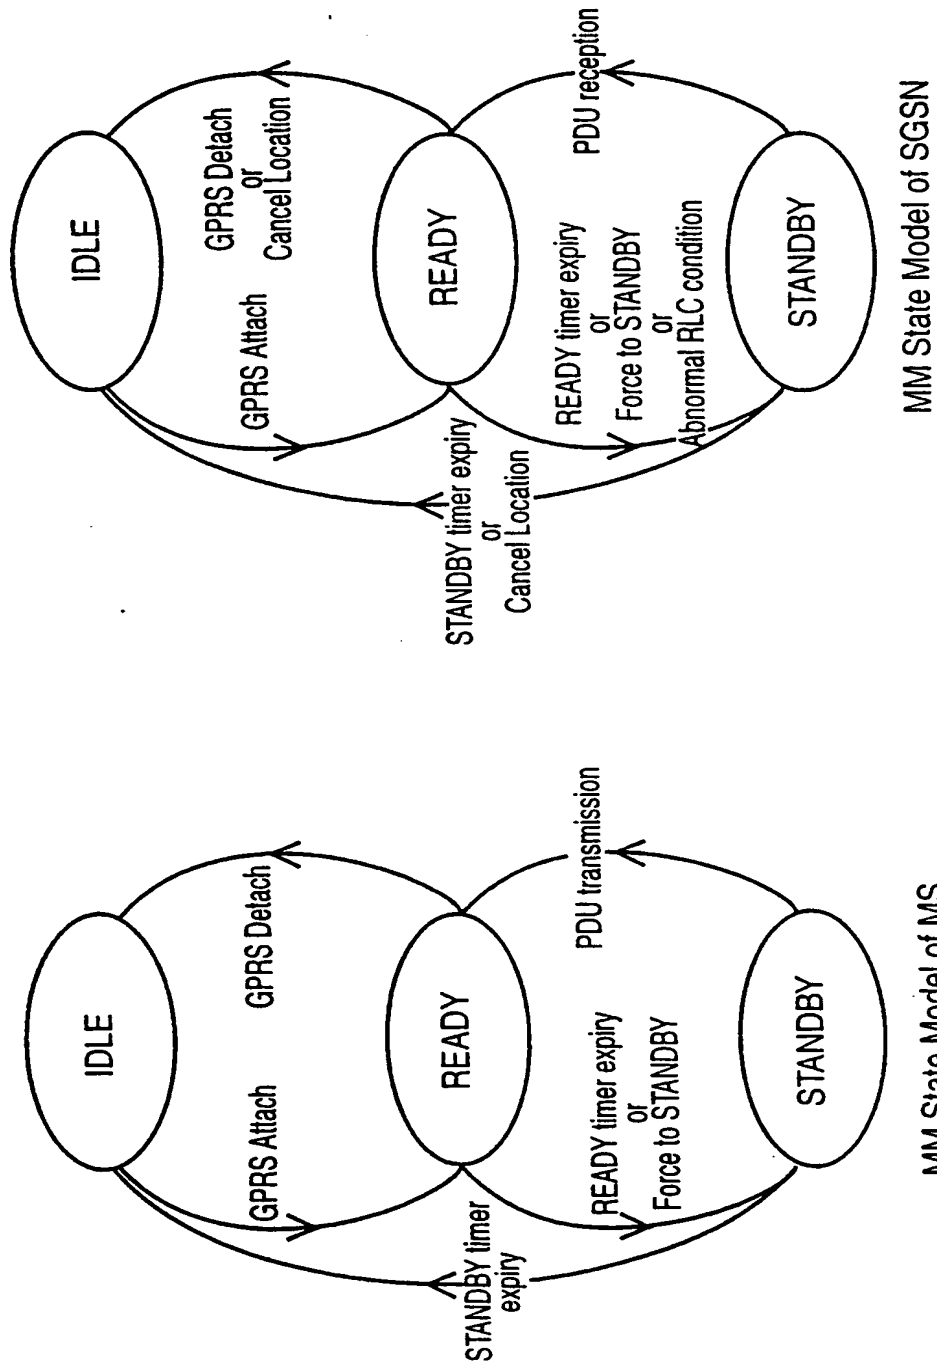 IDLE
GPRS Attach
GPRS Detach
READY
STANDBY timer
expiry
READY timer expiry
or
Force to STANDBY
PDU transmission
STANDBY
MM State Model of MS
IDLE
GPRS Attach
GPRS Detach
or
Cancel Location
READY
STANDBY timer expiry
or
Cancel Location
READY timer expiry
or
Force to STANDBY
or
Abnormal RLC condition
PDU reception
STANDBY
MM State Model of SGSN